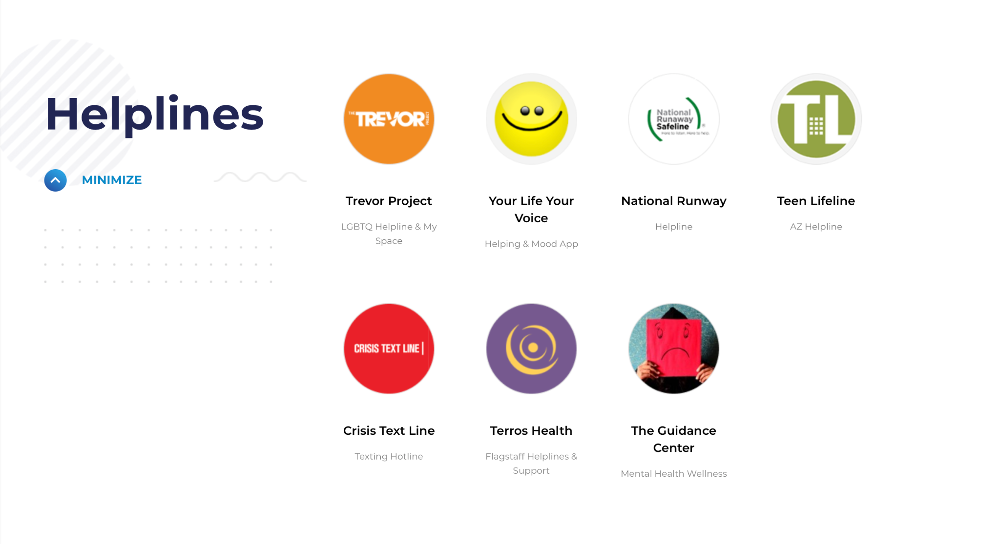 Helplines
MINIMIZE
THE TREVOR PROJECT
Trevor Project
LGBTQ Helpline & My
Space
Your Life Your
Voice
Helping & Mood App
National
Runaway
Safeline®
Here to listen. Here to help.
National Runway
Helpline
TL
Teen Lifeline
AZ Helpline
CRISIS TEXT LINE|
Crisis Text Line
Texting Hotline
Terros Health
Flagstaff Helplines &
Support
The Guidance
Center
Mental Health Wellness